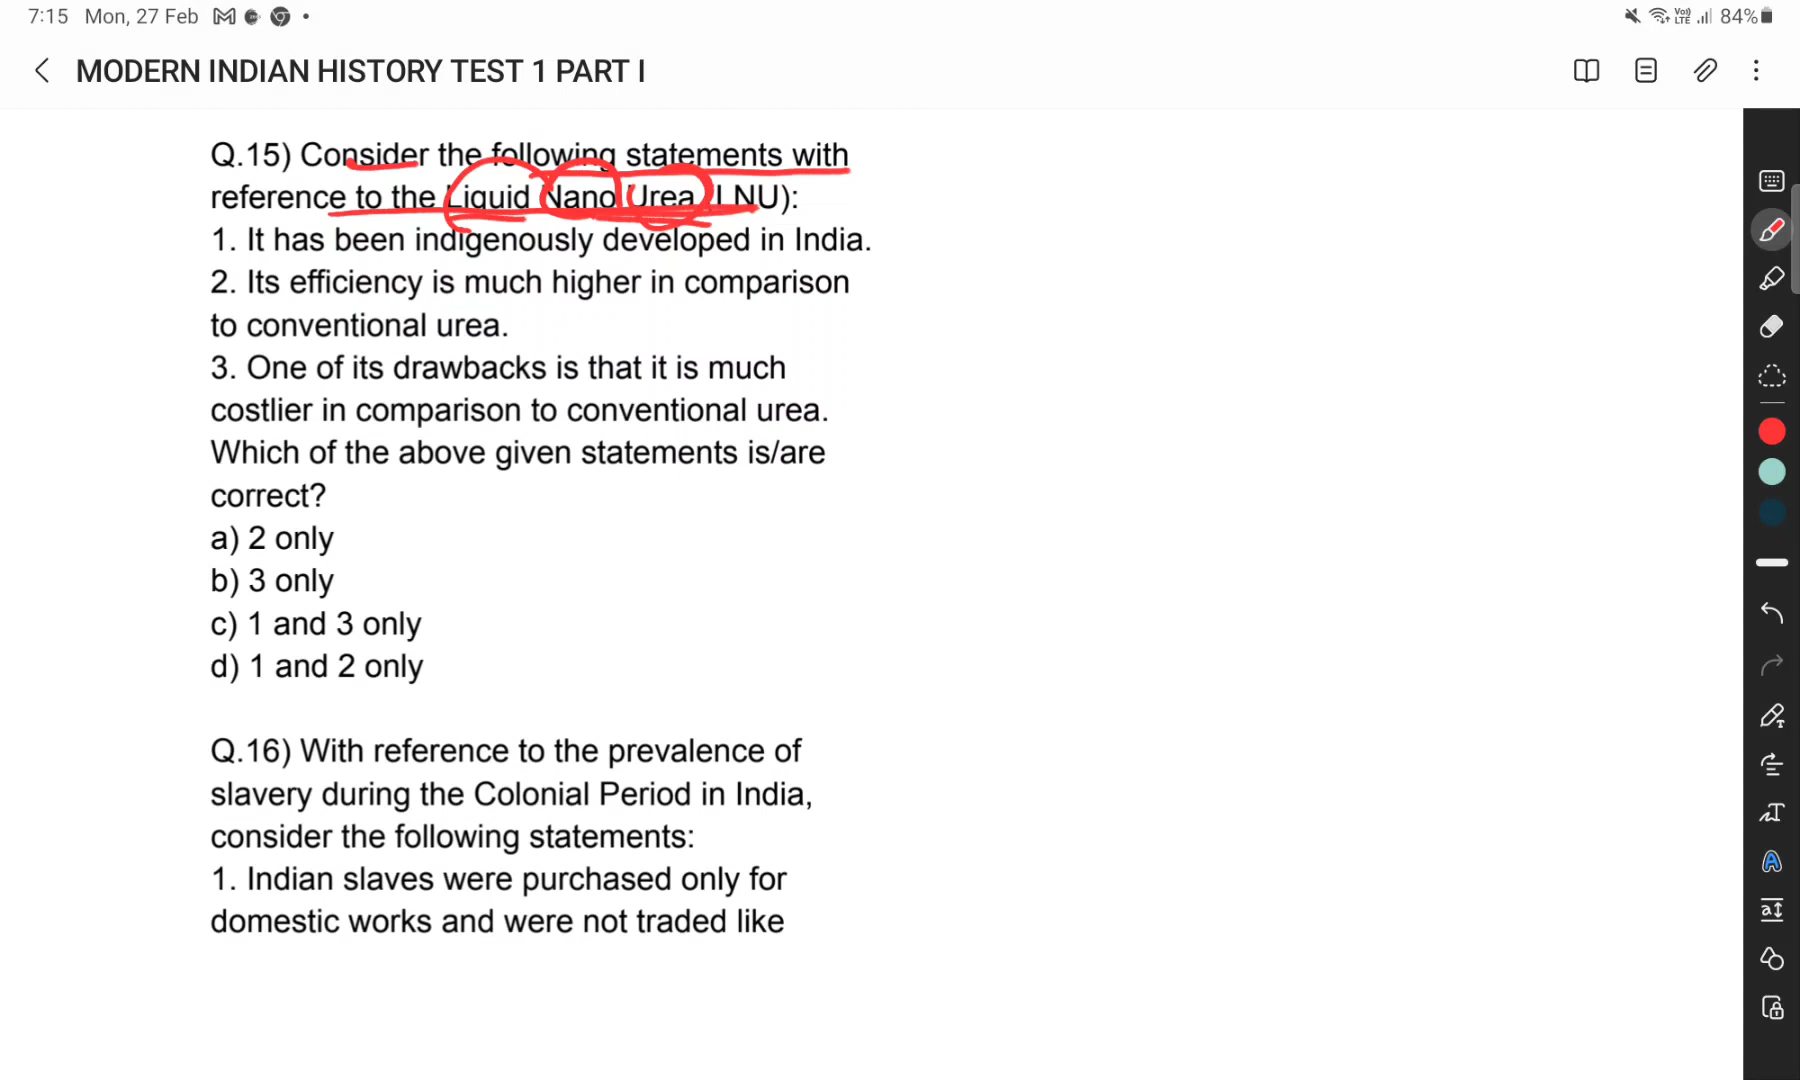 7:15 Mon, 27 Feb
Vo) LTE 84%
MODERN INDIAN HISTORY TEST 1 PART I
Q.15) Consider the following statements with
reference to the Liquid Nano Urea (LNU):
1. It has been indigenously developed in India.
2. Its efficiency is much higher in comparison
to conventional urea.
3. One of its drawbacks is that it is much
costlier in comparison to conventional urea.
Which of the above given statements is/are
correct?
a) 2 only
b) 3 only
c) 1 and 3 only
d) 1 and 2 only
Q.16) With reference to the prevalence of
slavery during the Colonial Period in India,
consider the following statements:
1. Indian slaves were purchased only for
domestic works and were not traded like